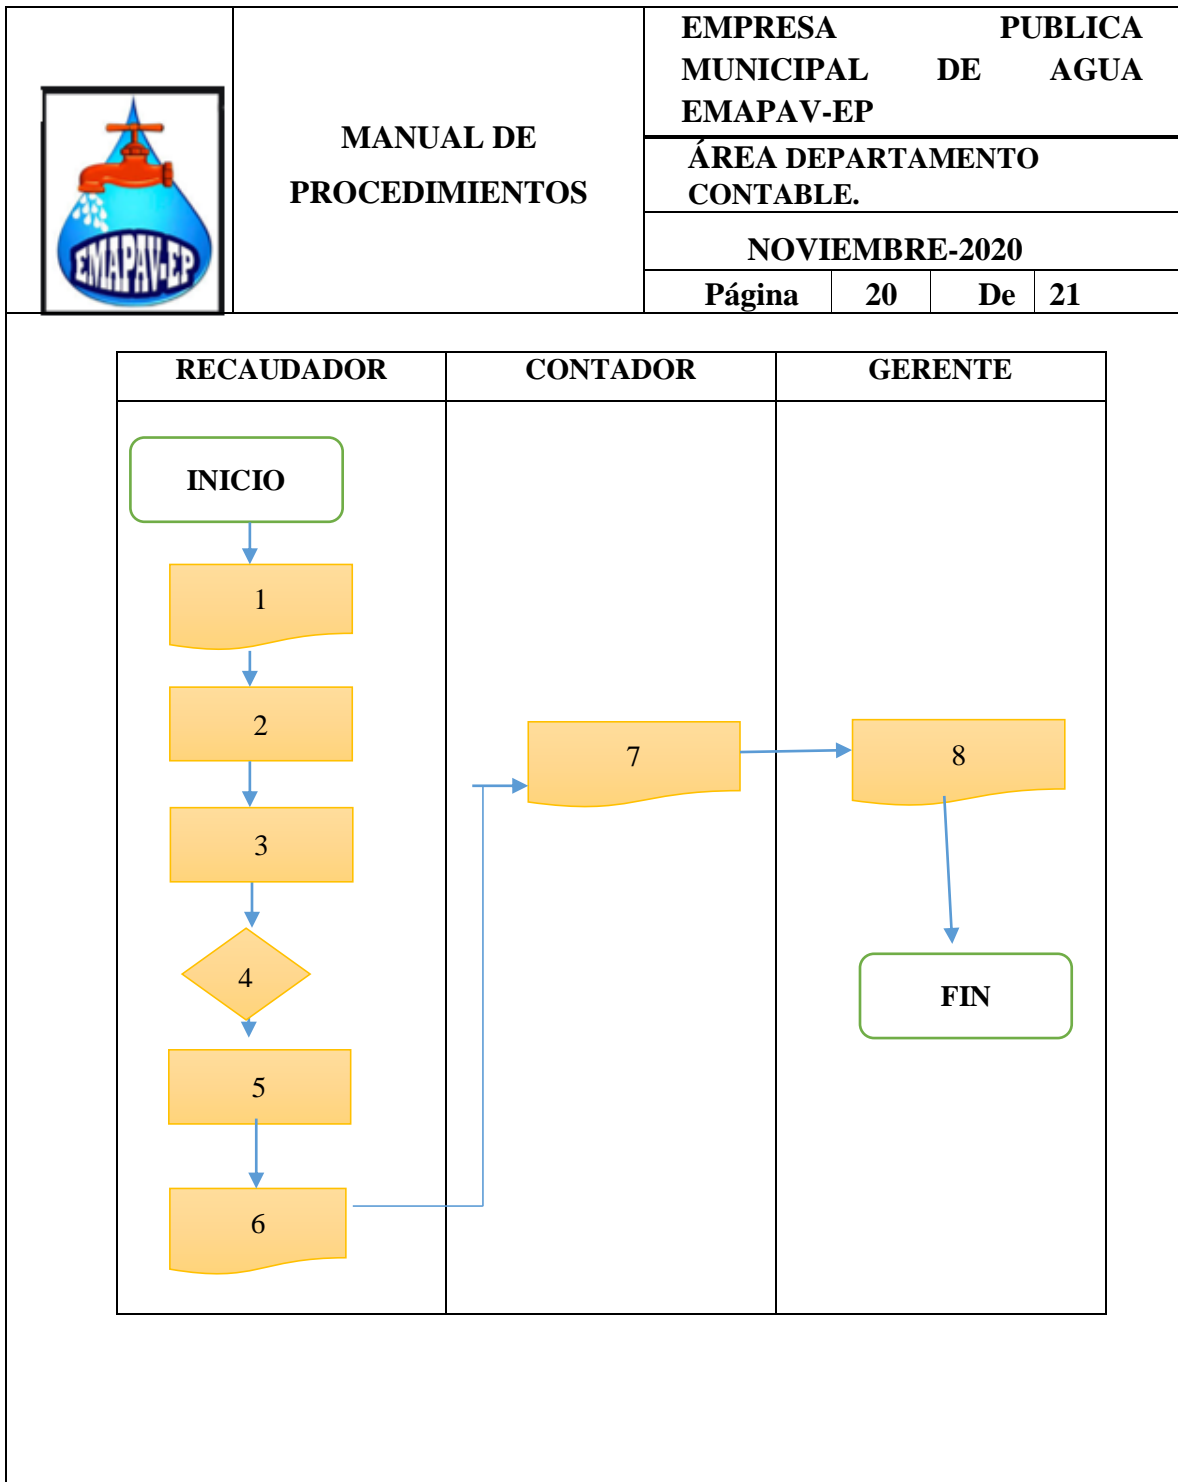 EMAPAV-EP
MANUAL DE
PROCEDIMIENTOS
EMPRESA PUBLICA
MUNICIPAL DE AGUA
EMAPAV-EP
ÁREA DEPARTAMENTO
CONTABLE.
NOVIEMBRE-2020
Página 20 De 21
RECAUDADOR CONTADOR GERENTE
INICIO
1
2
3
4
5
6
7
8
FIN